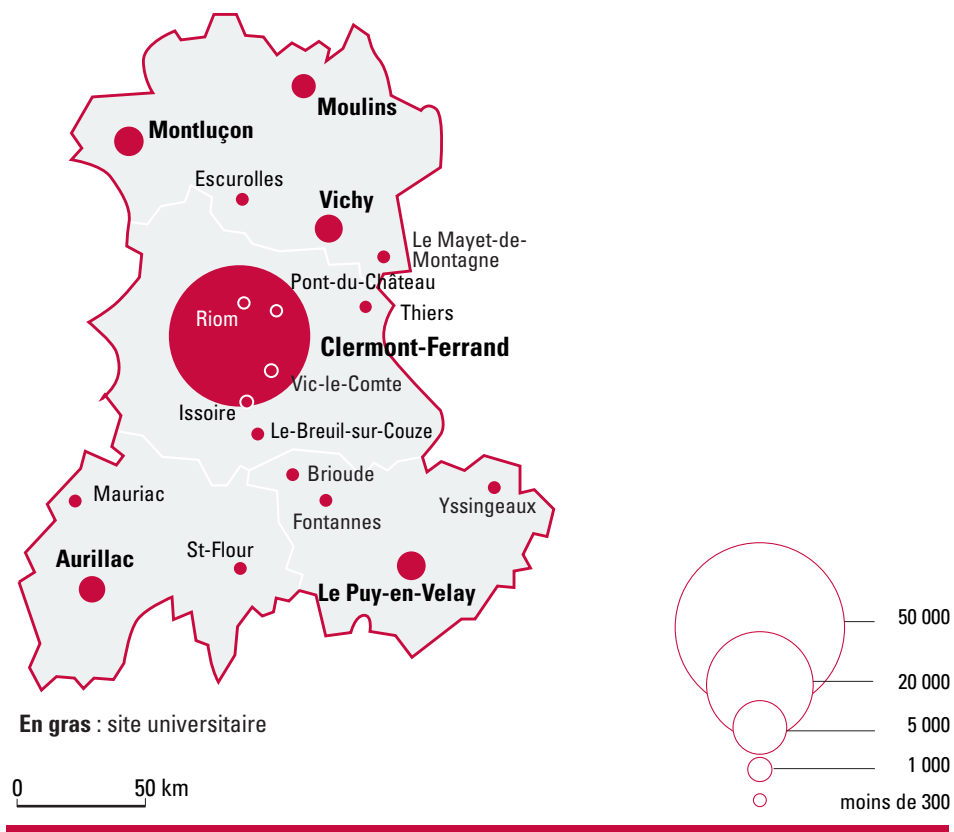 Moulins
Montluçon
Escurolles
Vichy
Le Mayet-de-
Montagne
Pont-du-Château
Riom
Thiers
Clermont-Ferrand
Vic-le-Comte
Issoire
Le-Breuil-sur-Couze
Brioude
Mauriac
Yssingeaux
Fontannes
St-Flour
Aurillac
Le Puy-en-Velay
50 000
20 000
5 000
1 000
moins de 300
En gras : site universitaire
0 50 km